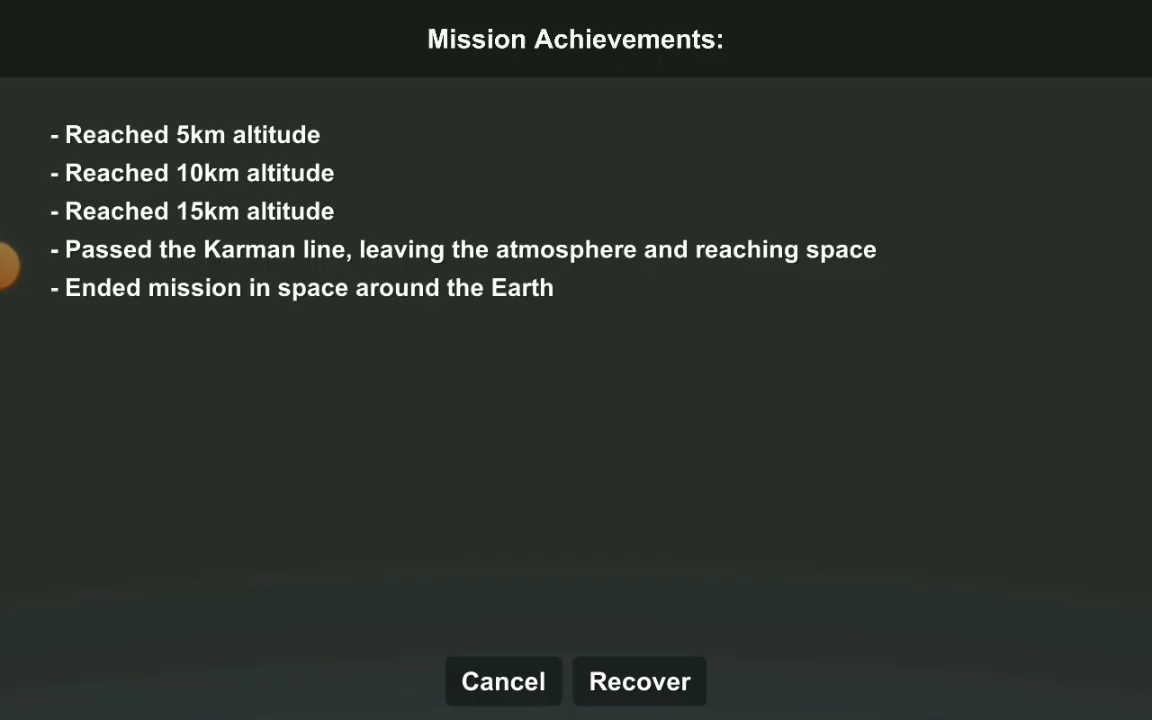 Mission Achievements:
- Reached 5km altitude
- Reached 10km altitude
- Reached 15km altitude
- Passed the Karman line, leaving the atmosphere and reaching space
- Ended mission in space around the Earth
Cancel
Recover